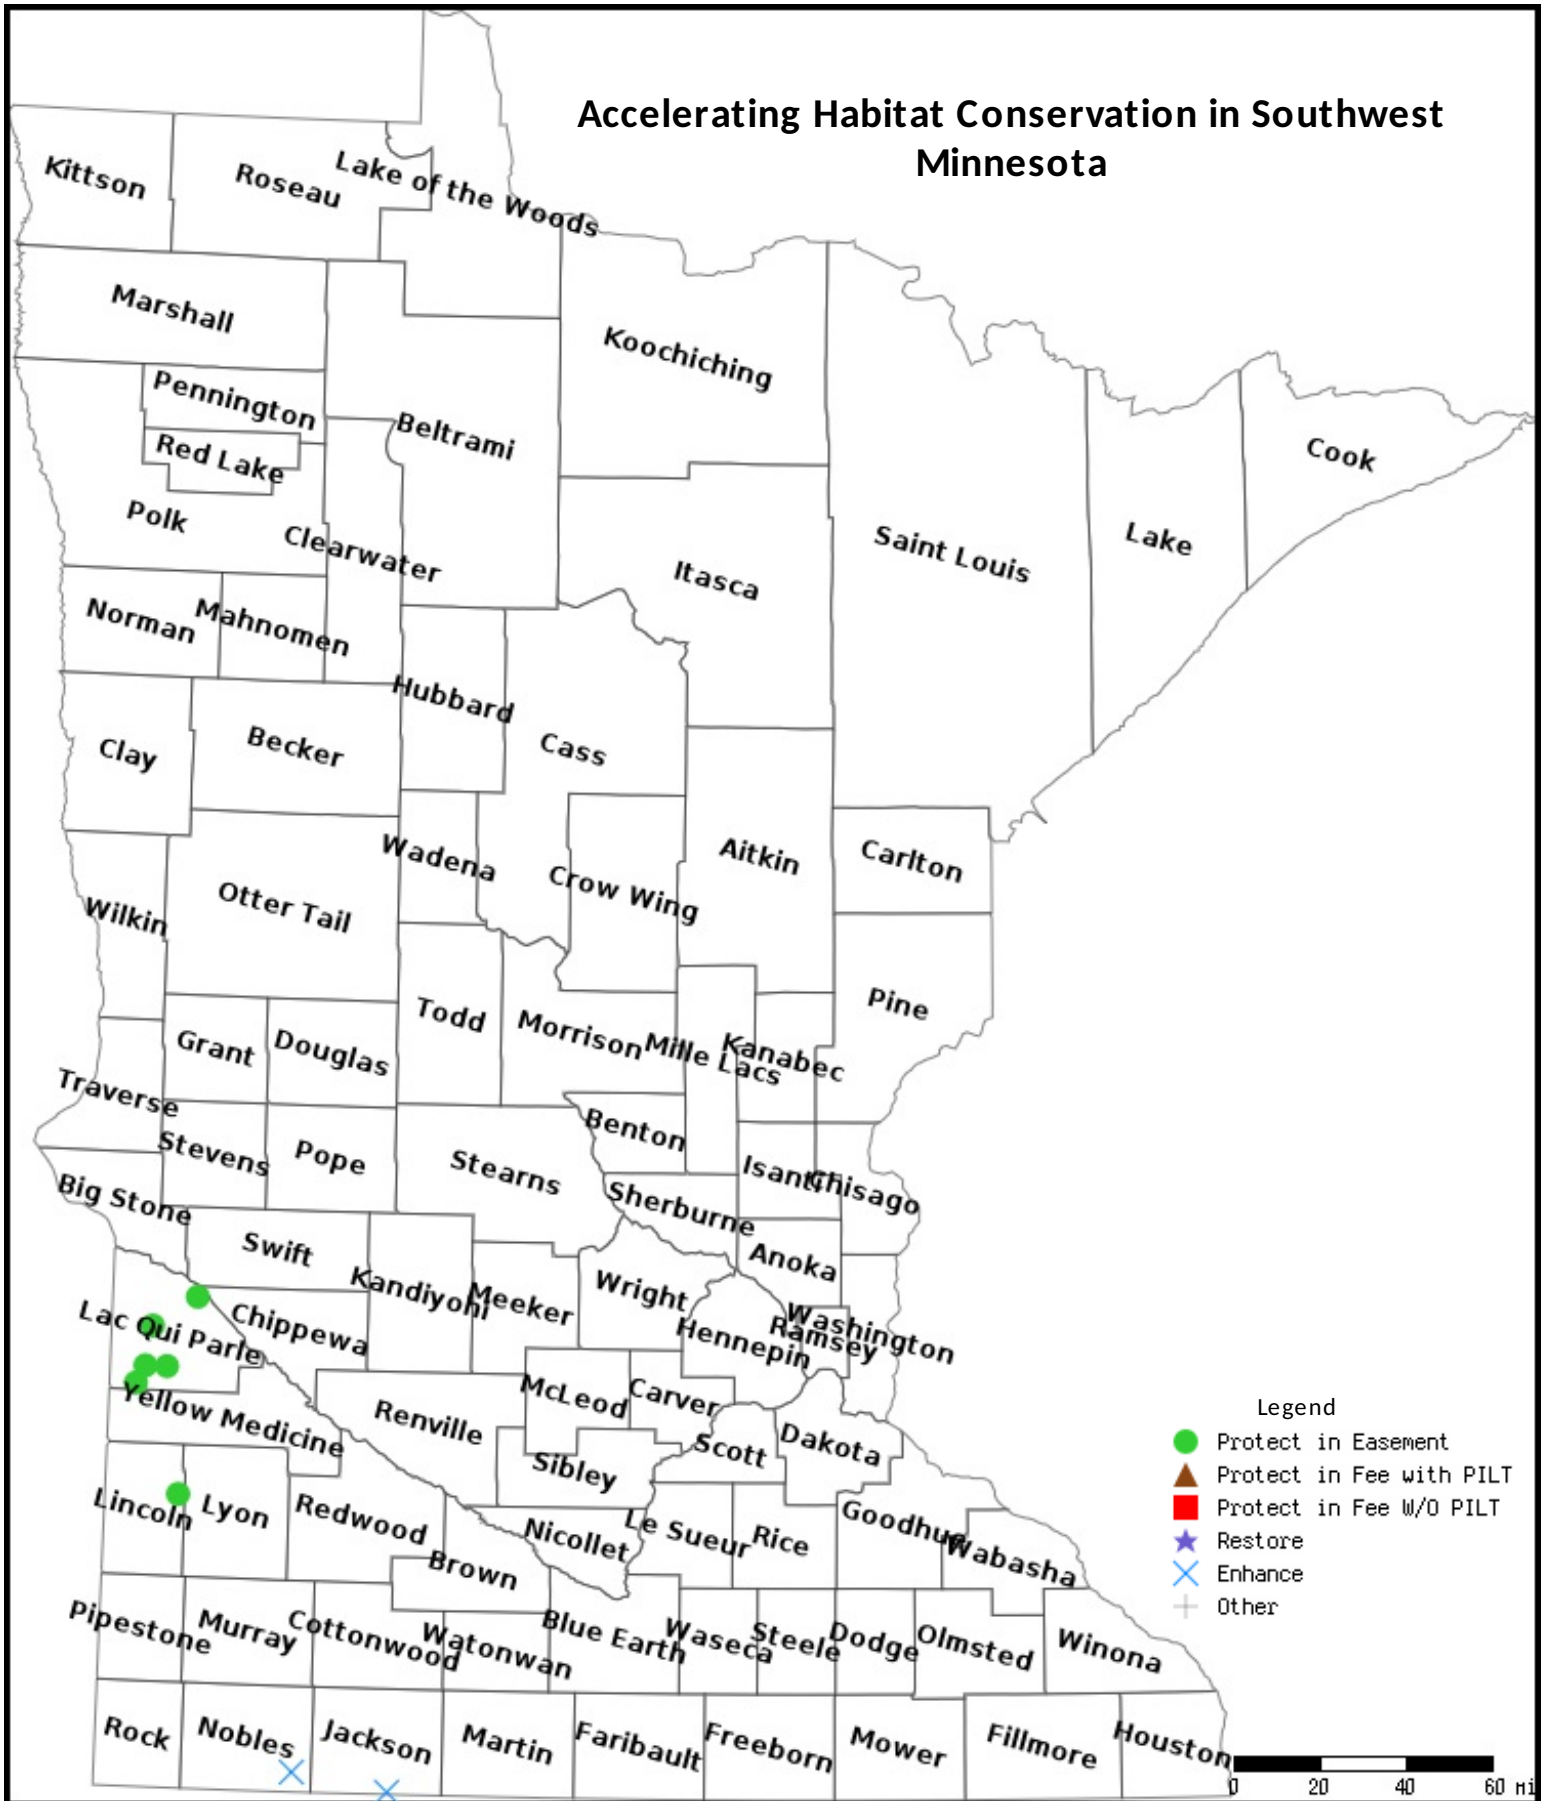 Accelerating Habitat Conservation in Southwest
Minnesota
Kittson
Roseau
Lake of the Woods
Marshall
Koochiching
Pennington
Beltrami
Red Lake
Cook
Polk
Clearwater
Saint Louis
Lake
Itasca
Norman
Mahnomen
Hubbard
Clay
Becker
Cass
Wadena
Aitkin
Carlton
Otter Tail
Crow Wing
Wilkin
Pine
Todd
Morrison
Grant
Douglas
Mille Lacs
Kanabec
Traverse
Benton
Stevens
Pope
Stearns
Isanti
Chisago
Big Stone
Sherburne
Swift
Anoka
Kandiyohi
Meeker
Wright
Lac Qui Parle
Chippewa
Hennepin
Ramsey
Washington
McLeod
Carver
Yellow Medicine
Renville
Scott
Dakota
Sibley
Lincoln
Lyon
Redwood
Nicollet
Le Sueur
Rice
Goodhue
Wabasha
Brown
Pipestone
Murray
Cottonwood
Watonwan
Blue Earth
Waseca
Steele
Dodge
Olmsted
Winona
Rock
Nobles
Jackson
Martin
Faribault
Freeborn
Mower
Fillmore
Houston
Legend
Protect in Easement
Protect in Fee with PILT
Protect in Fee W/O PILT
Restore
Enhance
Other
0 20 40 60 mi